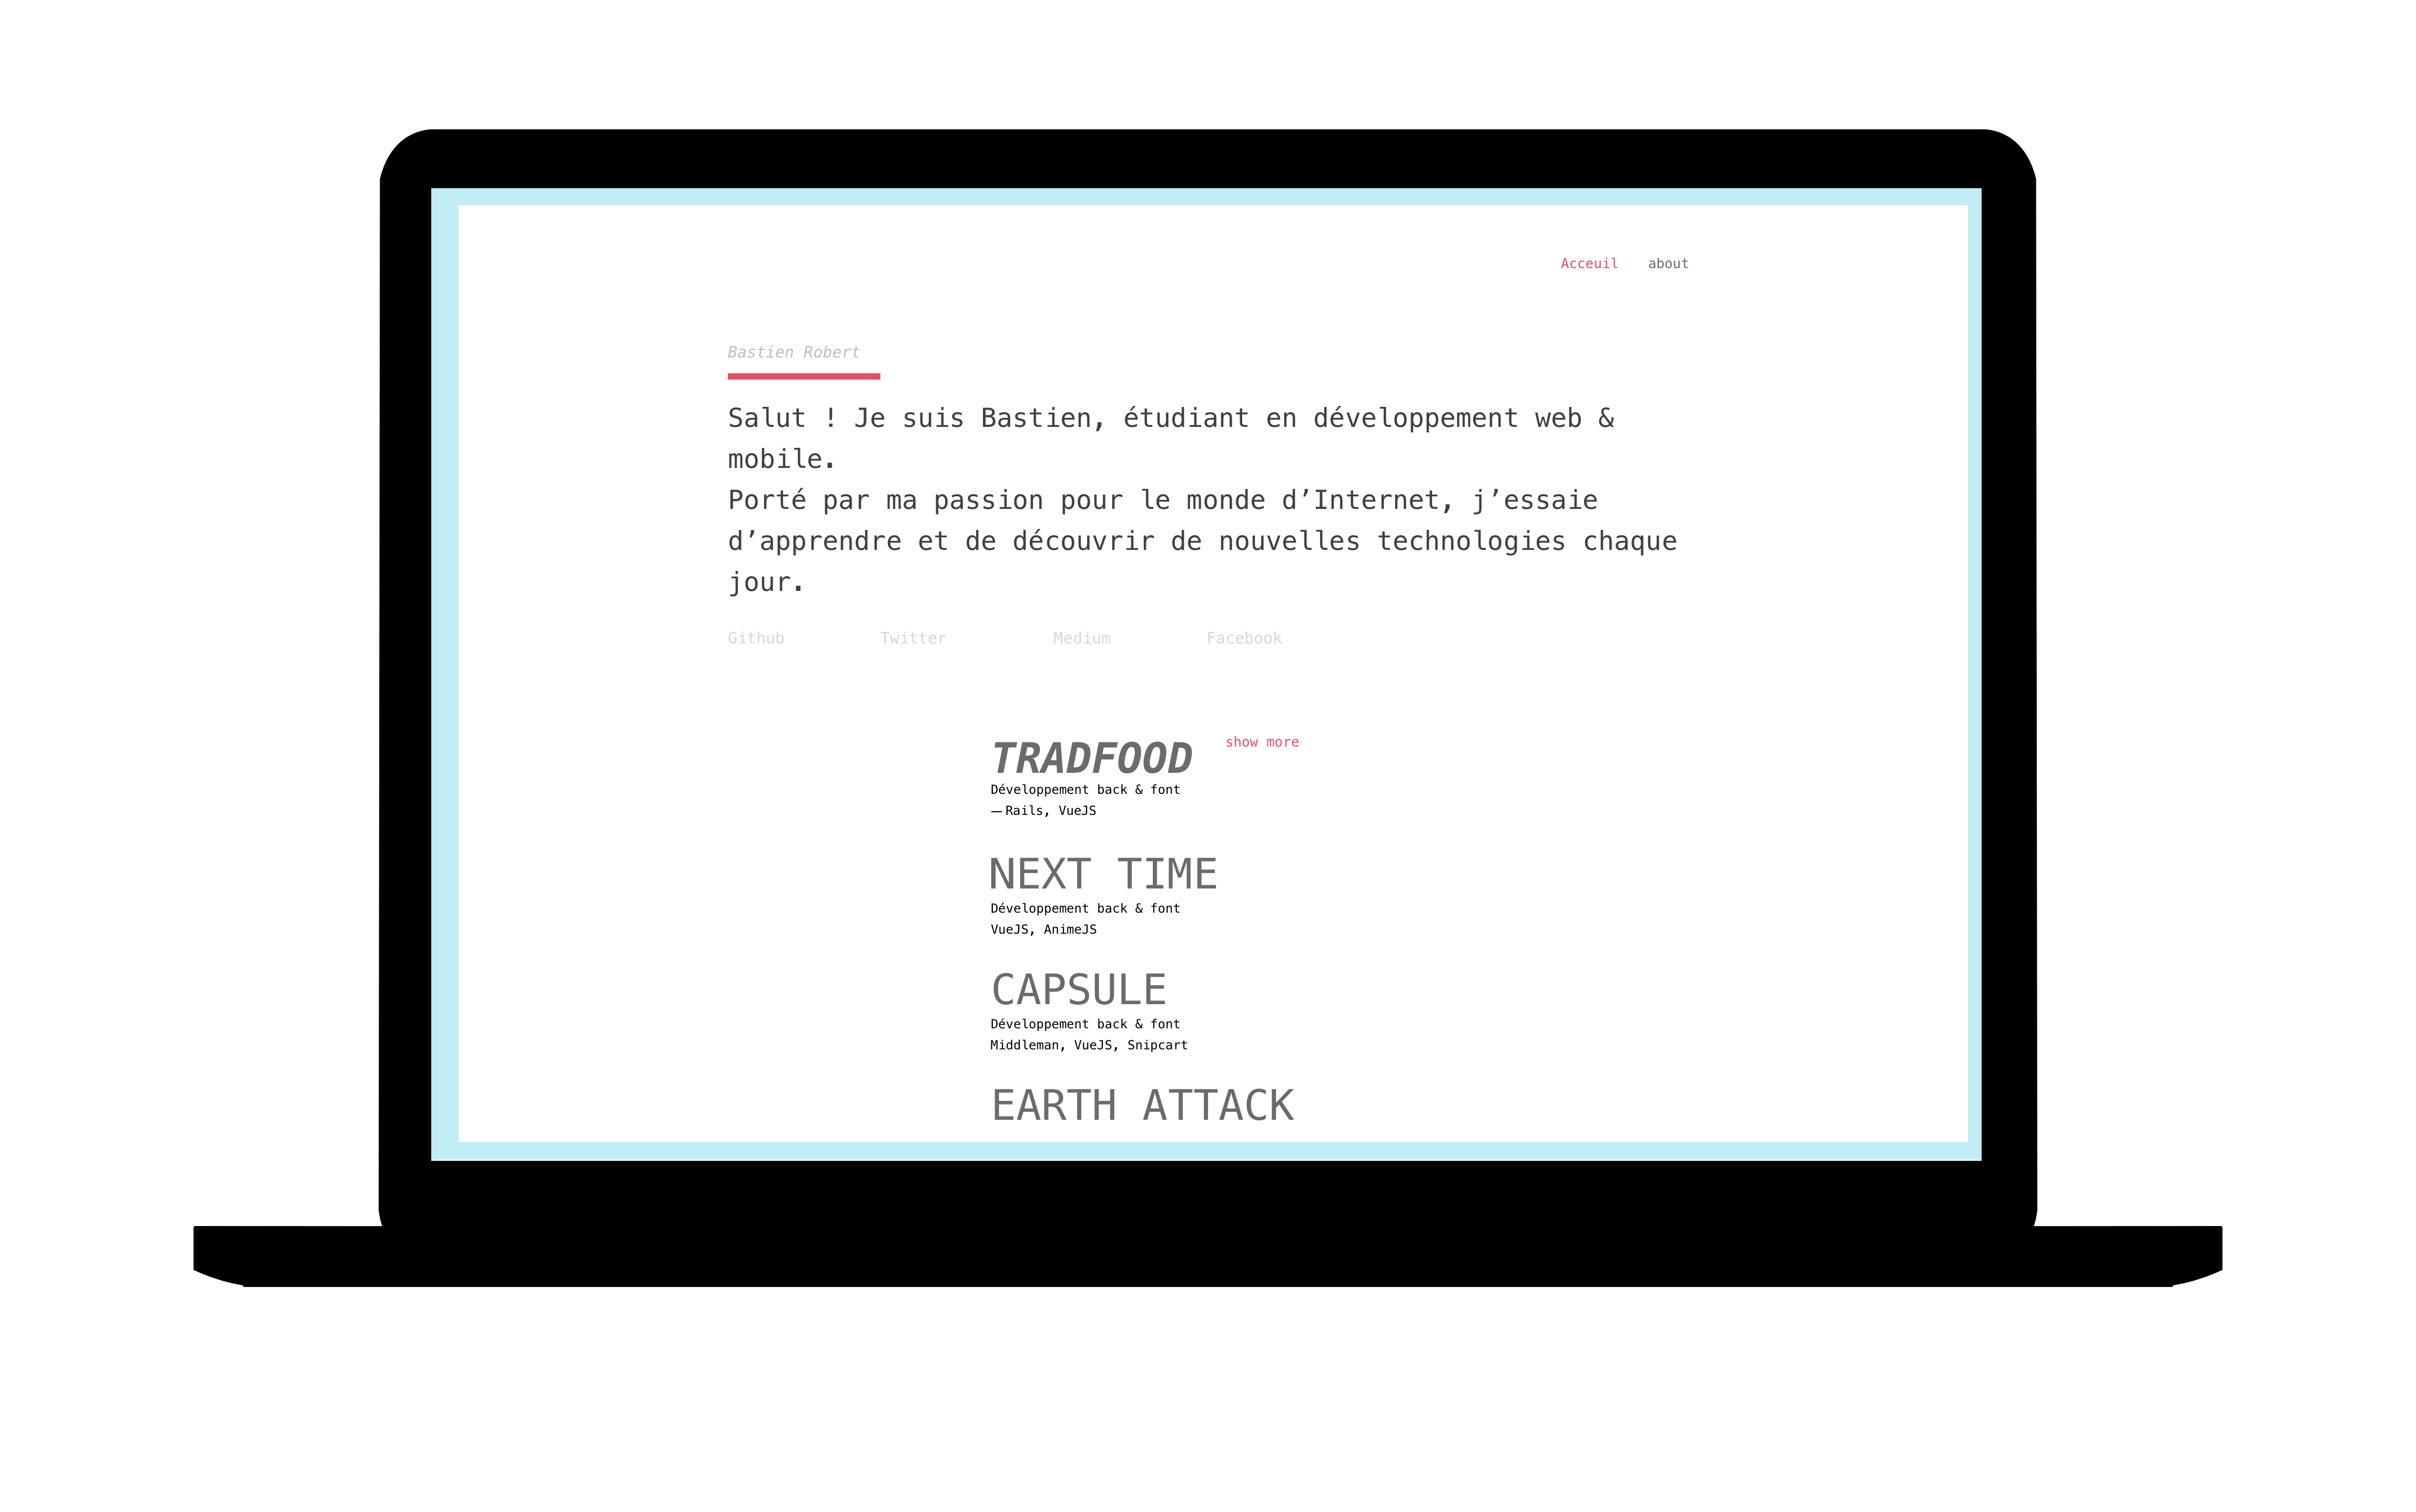 Acceuil about
Bastien Robert
Salut ! Je suis Bastien, étudiant en développement web &
mobile.
Porté par ma passion pour le monde d’Internet, j’essaie
d’apprendre et de découvrir de nouvelles technologies chaque
jour.
Github Twitter Medium Facebook
TRADFOOD show more
Développement back & font
— Rails, VueJS
NEXT TIME
Développement back & font
VueJS, AnimeJS
CAPSULE
Développement back & font
Middleman, VueJS, Snipcart
EARTH ATTACK